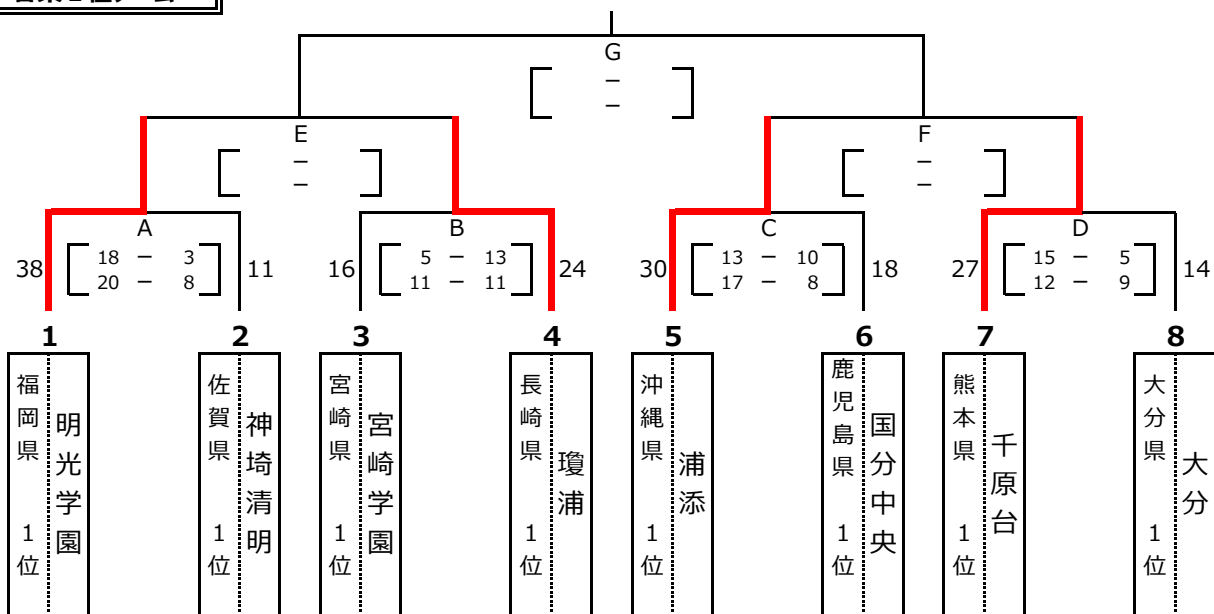 G
－
－
E
－
－
F
－
－
A
38 18 － 3 11
20 － 8
B
16 5 － 13 24
11 － 11
C
30 13 － 10 18
17 － 8
D
27 15 － 5 14
12 － 9
1 2 3 4 5 6 7 8
福岡県 1位
明光学園
佐賀県 1位
神埼清明
宮崎県 1位
宮崎学園
長崎県 1位
瓊浦
沖縄県 1位
浦添
鹿児島県 1位
国分中央
熊本県 1位
千原台
大分県 1位
大分